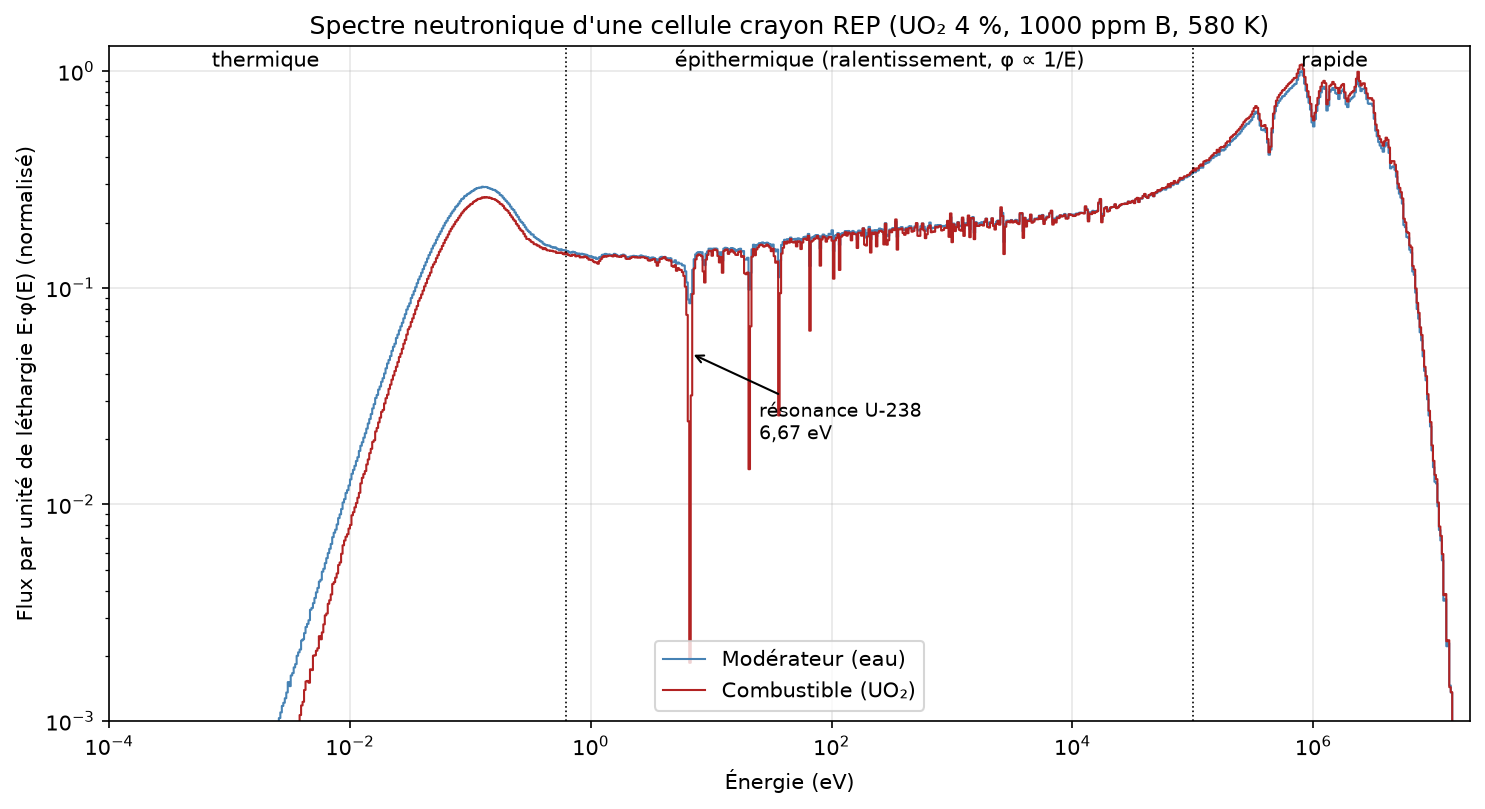 Spectre neutronique d'une cellule crayon REP (UO₂ 4 %, 1000 ppm B, 580 K)
thermique
épithermique (ralentissement, φ ∝ 1/E)
rapide
Flux par unité de léthargie E·φ(E) (normalisé)
10⁰
10⁻¹
10⁻²
10⁻³
résonance U-238
6,67 eV
Modérateur (eau)
Combustible (UO₂)
10⁻⁴
10⁻²
10⁰
10²
10⁴
10⁶
Énergie (eV)